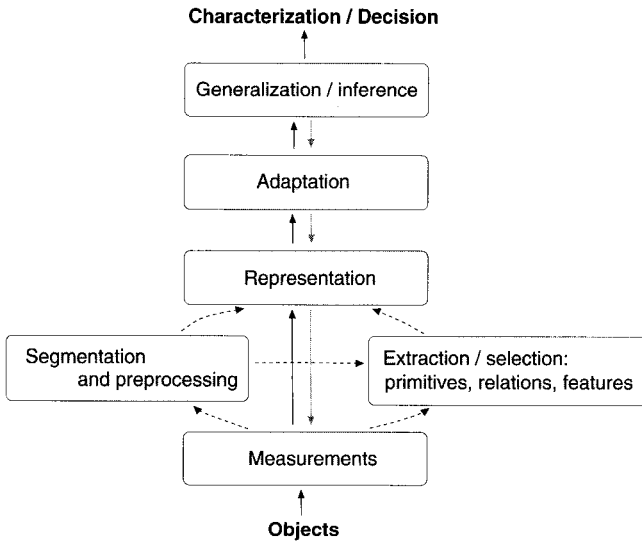 Characterization / Decision
Generalization / inference
Adaptation
Representation
Segmentation
and preprocessing
Extraction / selection:
primitives, relations, features
Measurements
Objects